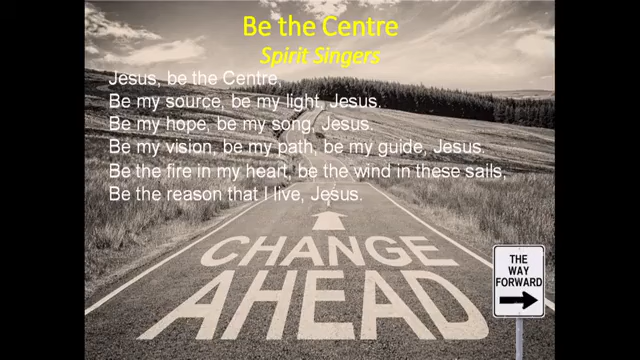 Be the Centre
Spirit Singers
Jesus, be the Centre,
Be my source, be my light, Jesus.
Be my hope, be my song, Jesus.
Be my vision, be my path, be my guide, Jesus.
Be the fire in my heart, be the wind in these sails,
Be the reason that I live, Jesus.
CHANGE
AHEAD
THE
WAY
FORWARD